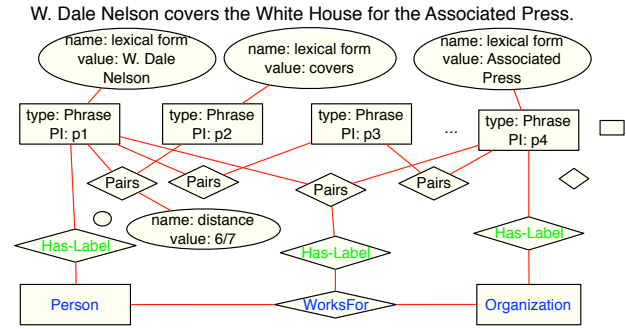 W. Dale Nelson covers the White House for the Associated Press.
name: lexical form
value: W. Dale
Nelson
name: lexical form
value: covers
name: lexical form
value: Associated
Press
type: Phrase
PI: p1
type: Phrase
PI: p2
type: Phrase
PI: p3
...
type: Phrase
PI: p4
Pairs
Pairs
Pairs
Pairs
name: distance
value: 6/7
Has-Label
Has-Label
Has-Label
Person
WorksFor
Organization